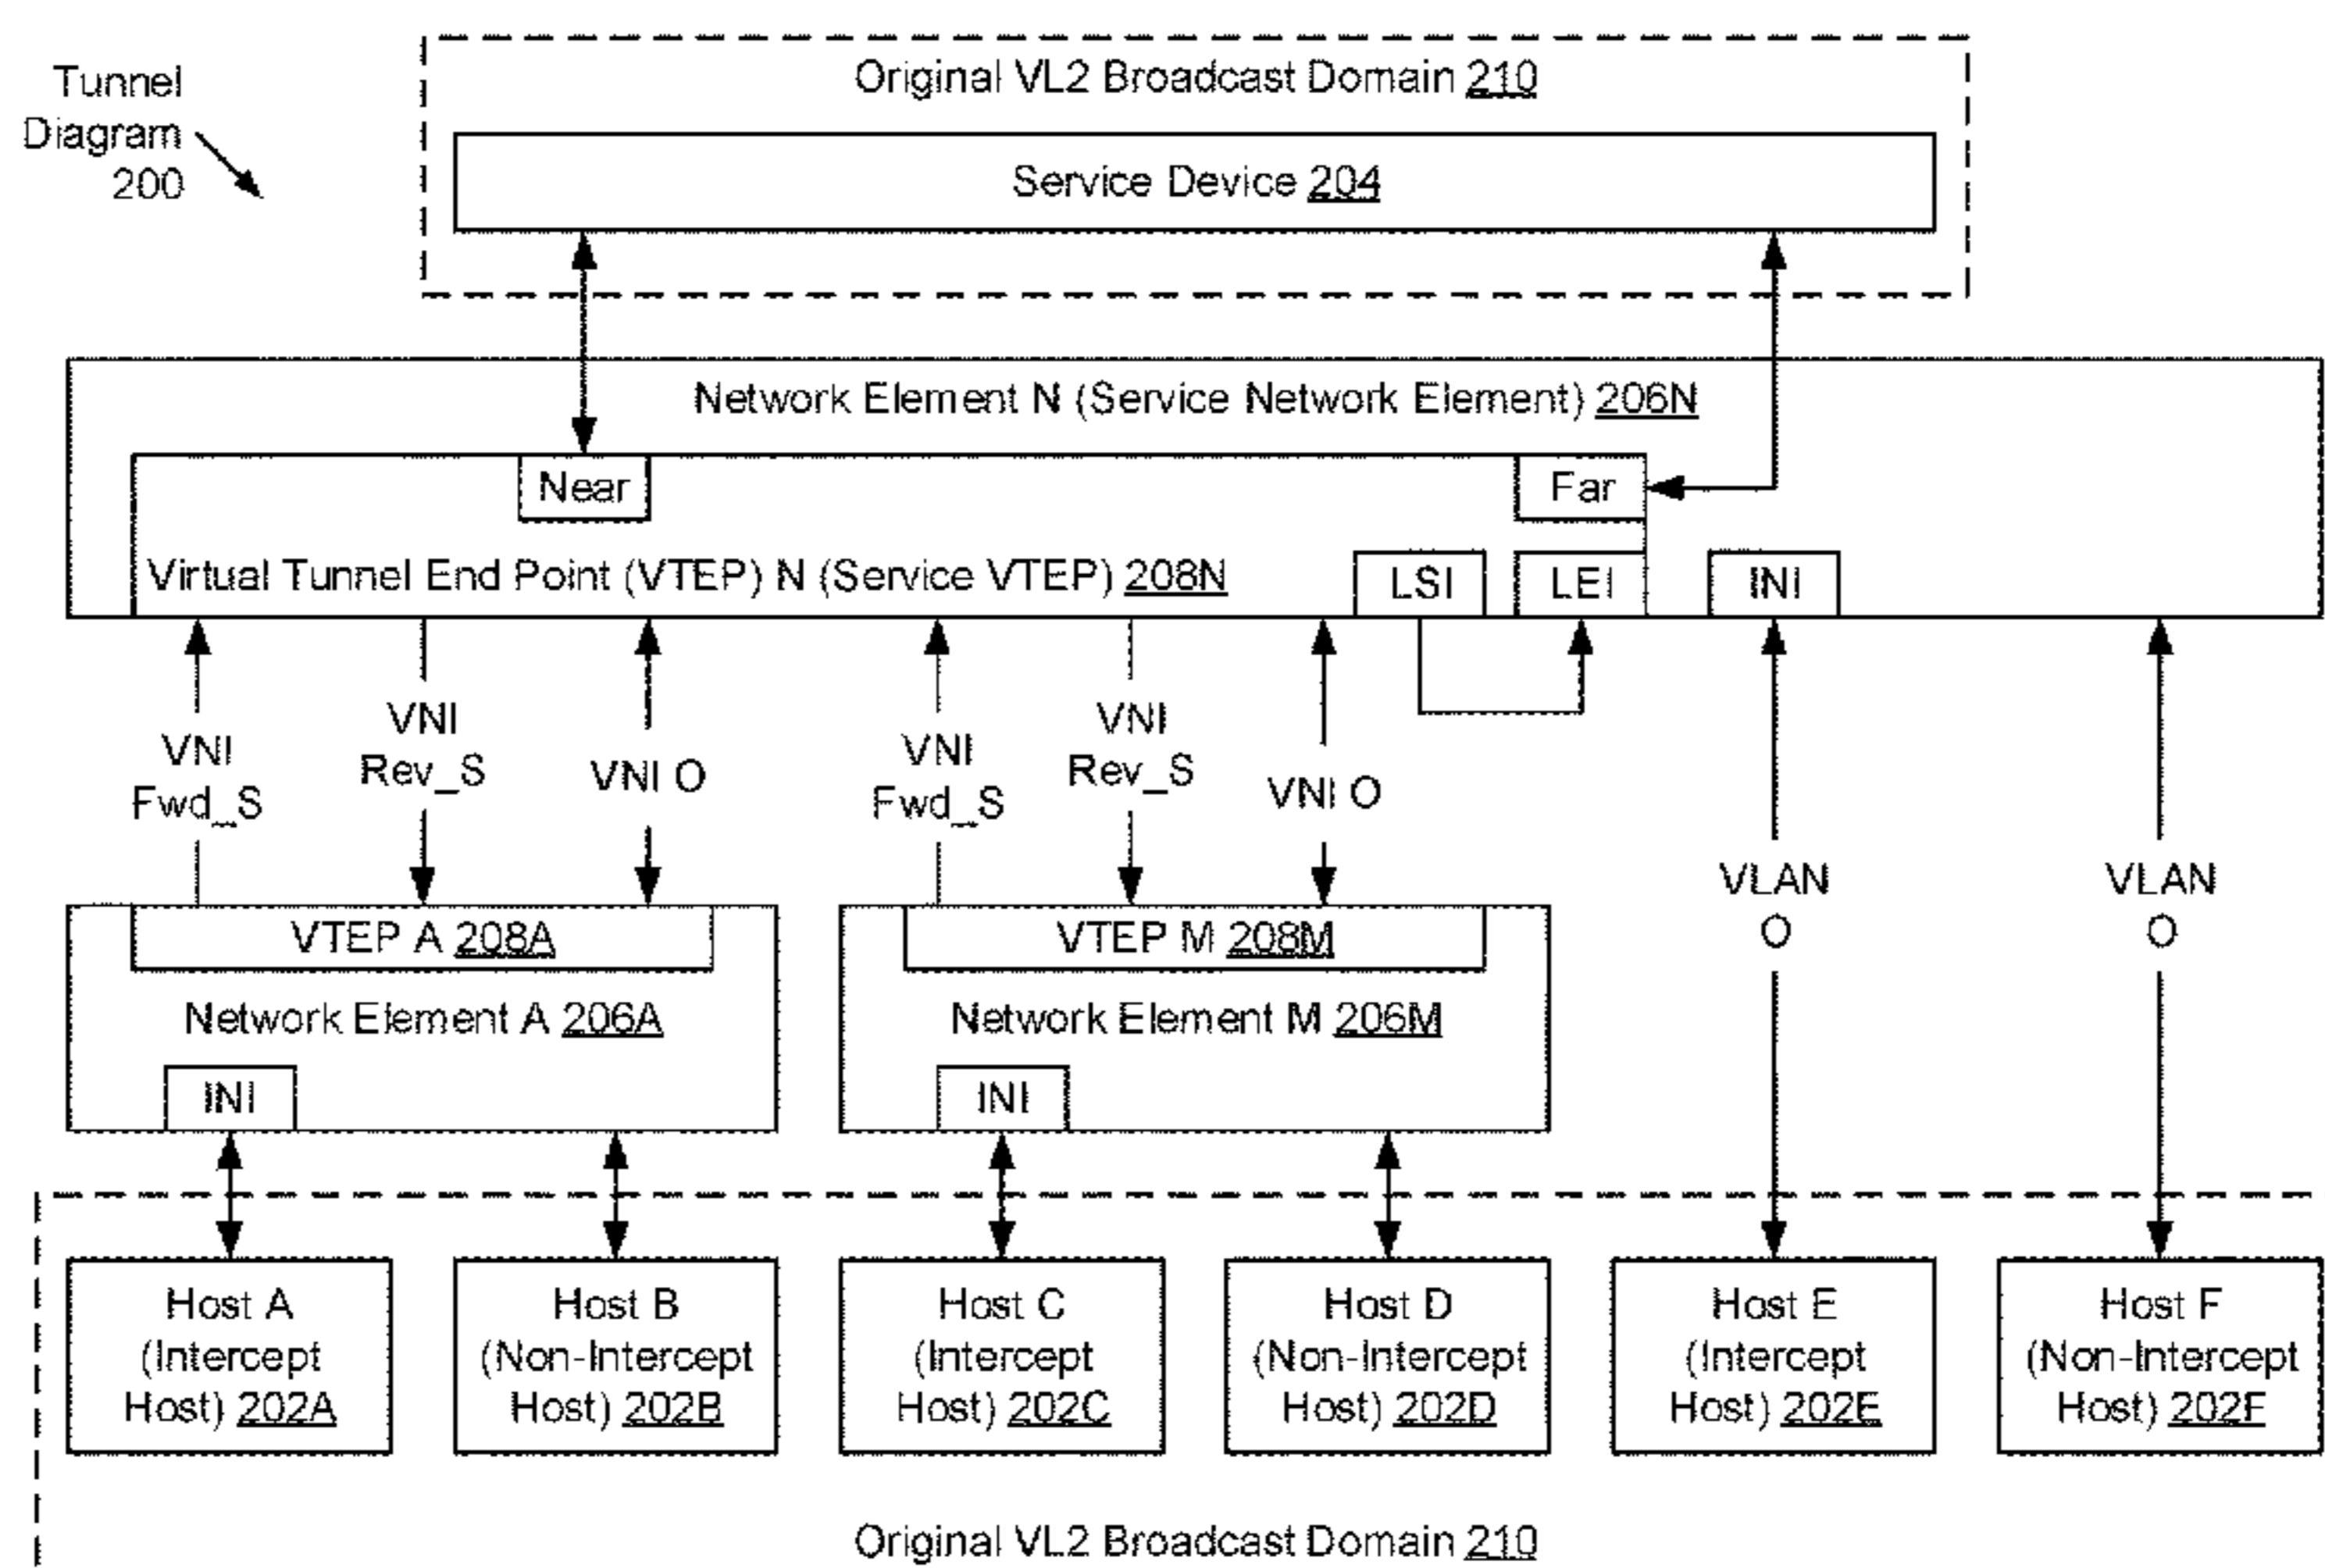 Original VL2 Broadcast Domain 210
Tunnel
Diagram
200
Service Device 204
Network Element N (Service Network Element) 206N
Near
Far
Virtual Tunnel End Point (VTEP) N (Service VTEP) 208N
LSI
LEI
INI
VNI
Fwd_S
VNI
Rev_S
VNI O
VNI
Fwd_S
VNI
Rev_S
VNI O
VLAN
O
VLAN
O
VTEP A 208A
VTEP M 208M
Network Element A 206A
Network Element M 206M
INI
INI
Host A
(Intercept
Host) 202A
Host B
(Non-Intercept
Host) 202B
Host C
(Intercept
Host) 202C
Host D
(Non-Intercept
Host) 202D
Host E
(Intercept
Host) 202E
Host F
(Non-Intercept
Host) 202F
Original VL2 Broadcast Domain 210